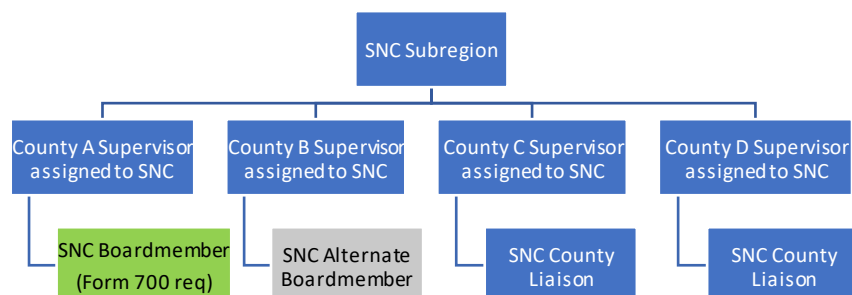 SNC Subregion
County A Supervisor
assigned to SNC
County B Supervisor
assigned to SNC
County C Supervisor
assigned to SNC
County D Supervisor
assigned to SNC
SNC Boardmember
(Form 700 req)
SNC Alternate
Boardmember
SNC County
Liaison
SNC County
Liaison